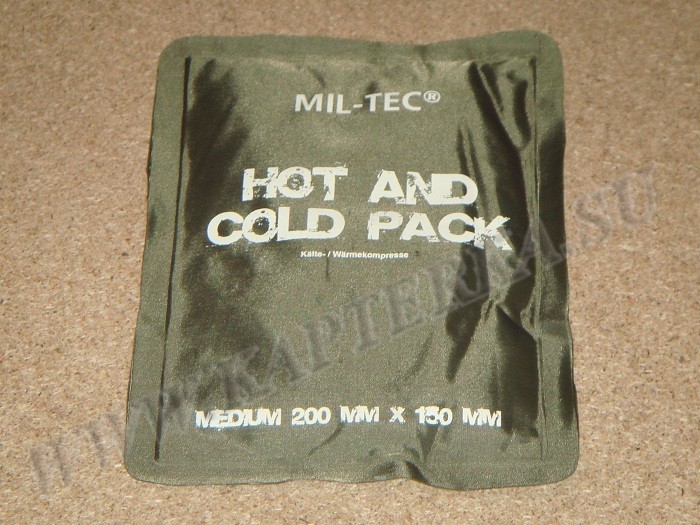 MIL-TEC®
HOT AND
COLD PACK
Kälte- / Wärmekompresse
MEDIUM 200 MM X 150 MM
WWW.KAPTERKA.SU